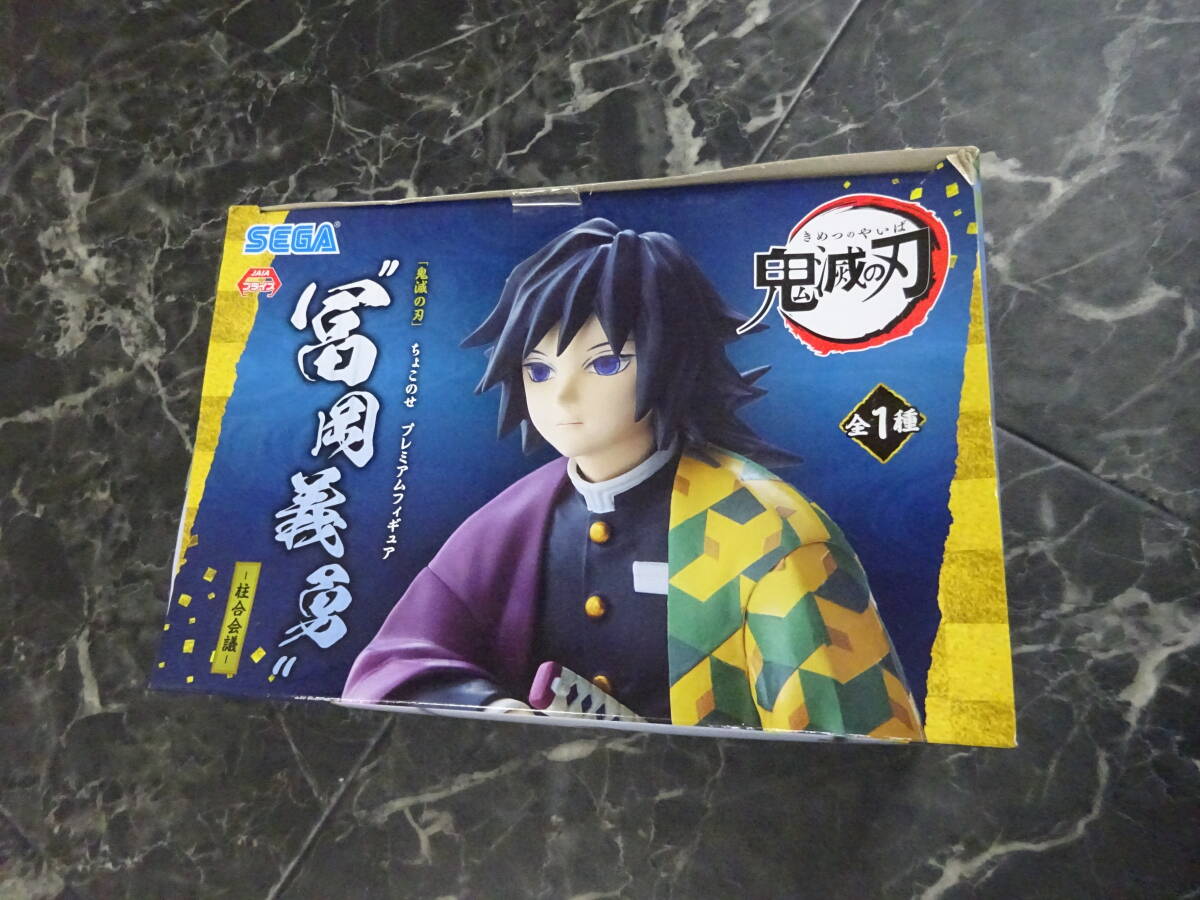 SEGA
JAIA
プライズ
「鬼滅の刃」 ちょこのせ プレミアムフィギュア
"冨岡義勇"
-柱合会議-
きめつのやいば
鬼滅の刃
全1種